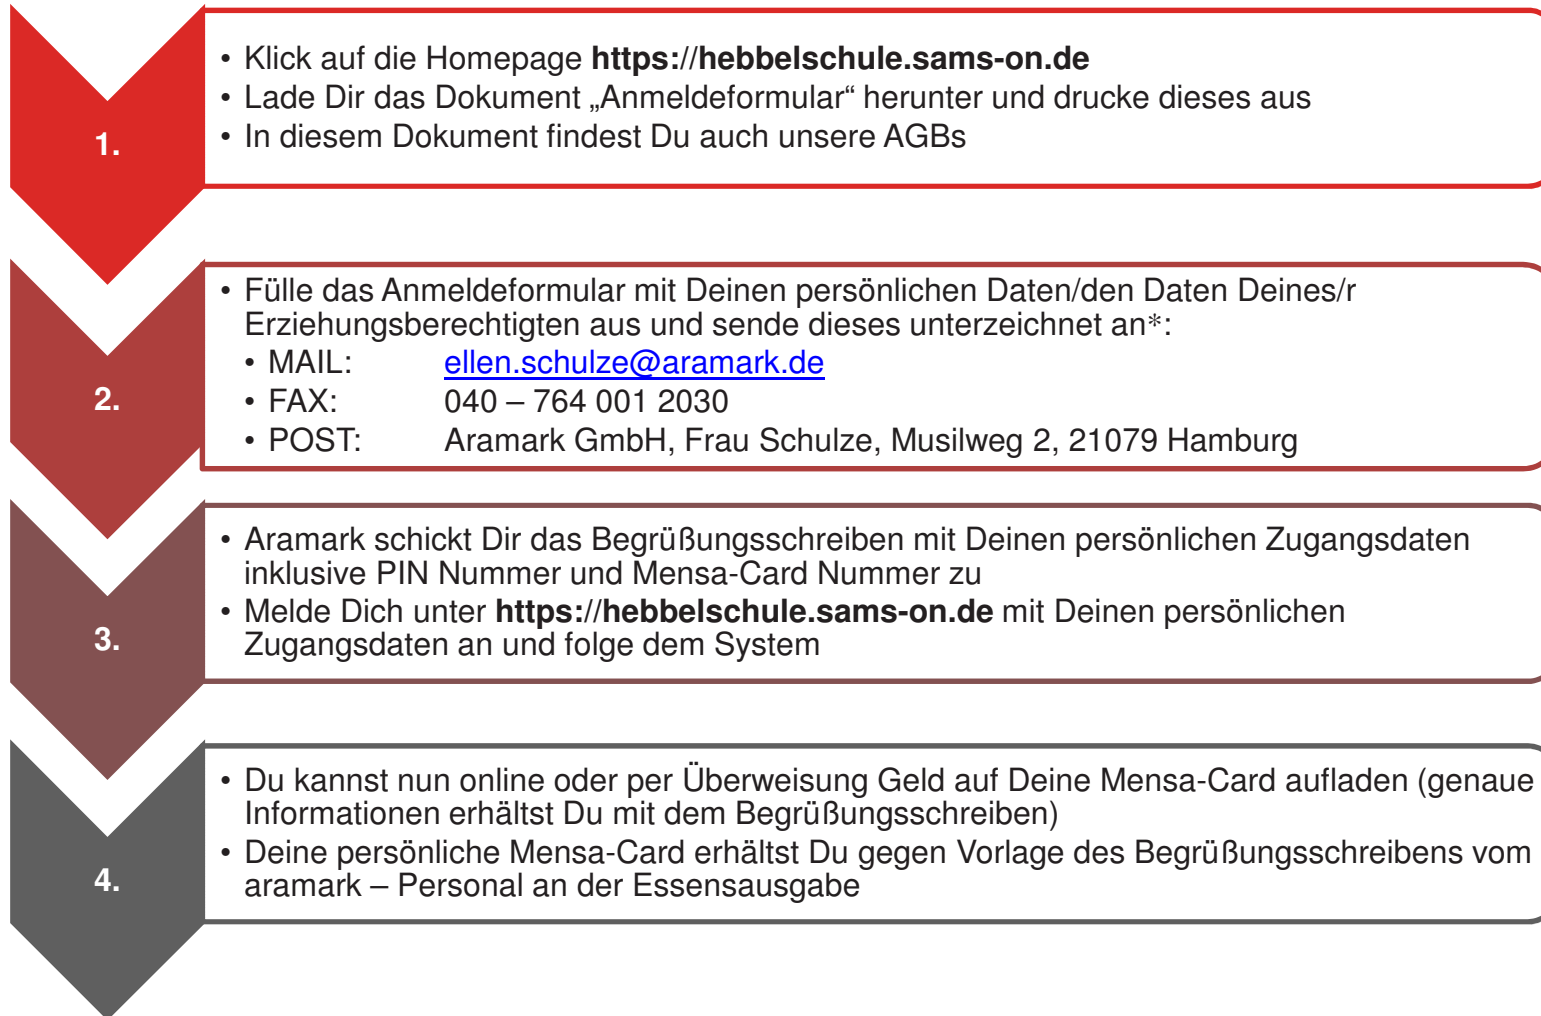 1.
• Klick auf die Homepage https://hebbelschule.sams-on.de
• Lade Dir das Dokument „Anmeldeformular“ herunter und drucke dieses aus
• In diesem Dokument findest Du auch unsere AGBs
2.
• Fülle das Anmeldeformular mit Deinen persönlichen Daten/den Daten Deines/r
Erziehungsberechtigten aus und sende dieses unterzeichnet an*:
• MAIL: ellen.schulze@aramark.de
• FAX: 040 – 764 001 2030
• POST: Aramark GmbH, Frau Schulze, Musilweg 2, 21079 Hamburg
3.
• Aramark schickt Dir das Begrüßungsschreiben mit Deinen persönlichen Zugangsdaten
inklusive PIN Nummer und Mensa-Card Nummer zu
• Melde Dich unter https://hebbelschule.sams-on.de mit Deinen persönlichen
Zugangsdaten an und folge dem System
4.
• Du kannst nun online oder per Überweisung Geld auf Deine Mensa-Card aufladen (genaue
Informationen erhältst Du mit dem Begrüßungsschreiben)
• Deine persönliche Mensa-Card erhältst Du gegen Vorlage des Begrüßungsschreibens vom
aramark – Personal an der Essensausgabe